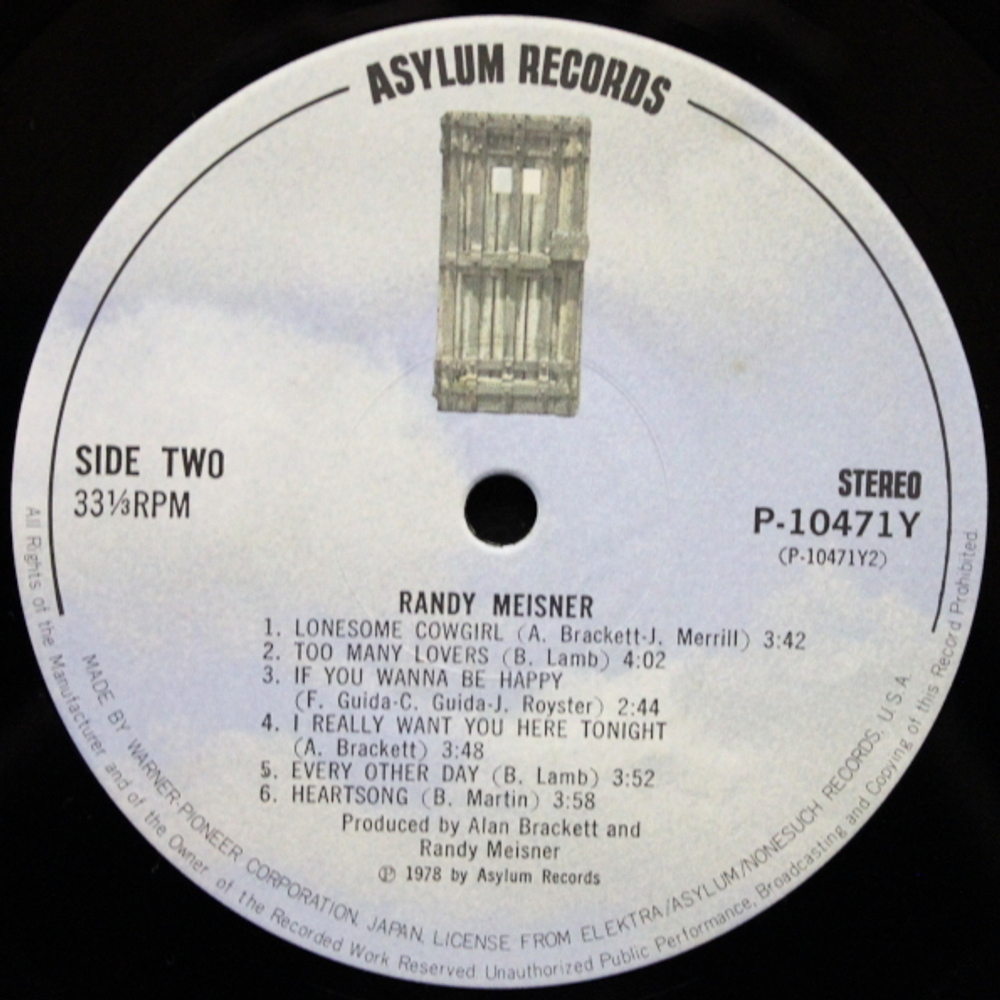 ASYLUM RECORDS
SIDE TWO
33⅓RPM
STEREO
P-10471Y
(P-10471Y2)
RANDY MEISNER
1. LONESOME COWGIRL (A. Brackett-J. Merrill) 3:42
2. TOO MANY LOVERS (B. Lamb) 4:02
3. IF YOU WANNA BE HAPPY
(F. Guida-C. Guida-J. Royster) 2:44
4. I REALLY WANT YOU HERE TONIGHT
(A. Brackett) 3:48
5. EVERY OTHER DAY (B. Lamb) 3:52
6. HEARTSONG (B. Martin) 3:58
Produced by Alan Brackett and
Randy Meisner
℗ 1978 by Asylum Records
MADE BY WARNER-PIONEER CORPORATION, JAPAN, LICENSE FROM ELEKTRA/ASYLUM/NONESUCH RECORDS, U.S.A.
All Rights of the Manufacturer and of the Owner of the Recorded Work Reserved Unauthorized Public Performance, Broadcasting and Copying of this Record Prohibited.